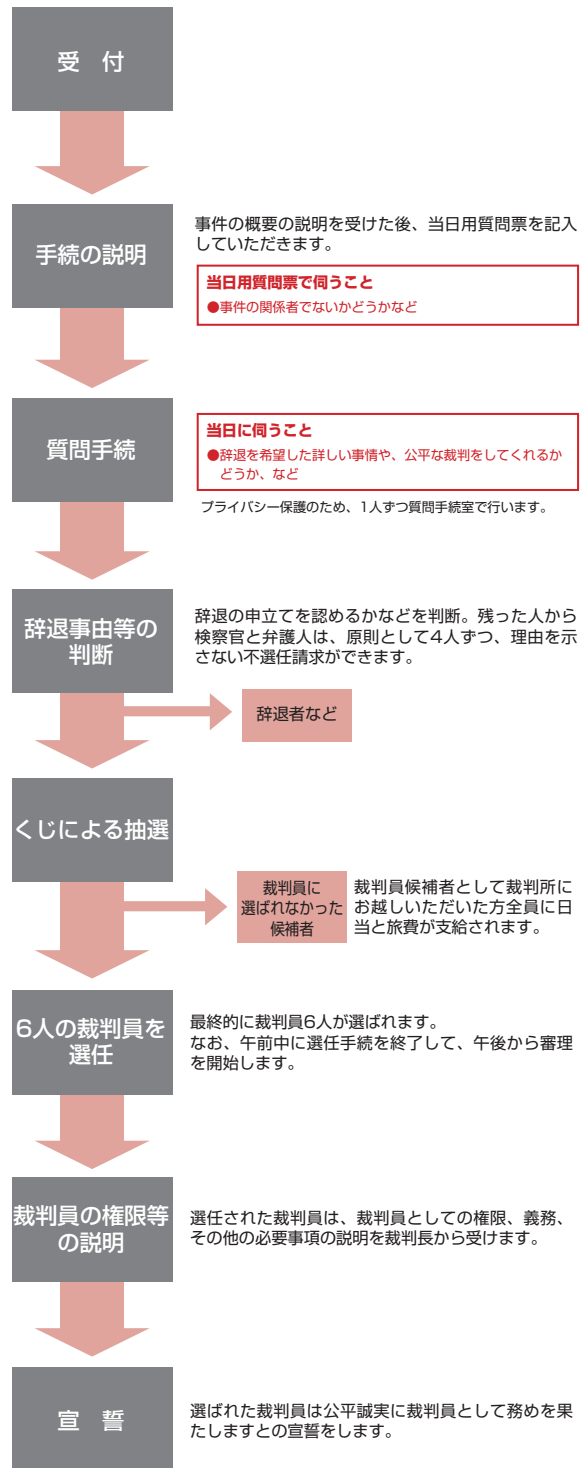 受　付
手続の説明
事件の概要の説明を受けた後、当日用質問票を記入
していただきます。
当日用質問票で伺うこと
●事件の関係者でないかどうかなど
質問手続
当日に伺うこと
●辞退を希望した詳しい事情や、公平な裁判をしてくれるか
どうか、など
プライバシー保護のため、1人ずつ質問手続室で行います。
辞退事由等の
判断
辞退の申立てを認めるかなどを判断。残った人から
検察官と弁護人は、原則として4人ずつ、理由を示
さない不選任請求ができます。
辞退者など
くじによる抽選
裁判員に
選ばれなかった
候補者
裁判員候補者として裁判所に
お越しいただいた方全員に日
当と旅費が支給されます。
6人の裁判員を
選任
最終的に裁判員6人が選ばれます。
なお、午前中に選任手続を終了して、午後から審理
を開始します。
裁判員の権限等
の説明
選任された裁判員は、裁判員としての権限、義務、
その他の必要事項の説明を裁判長から受けます。
宣　誓
選ばれた裁判員は公平誠実に裁判員として務めを果
たしますとの宣誓をします。